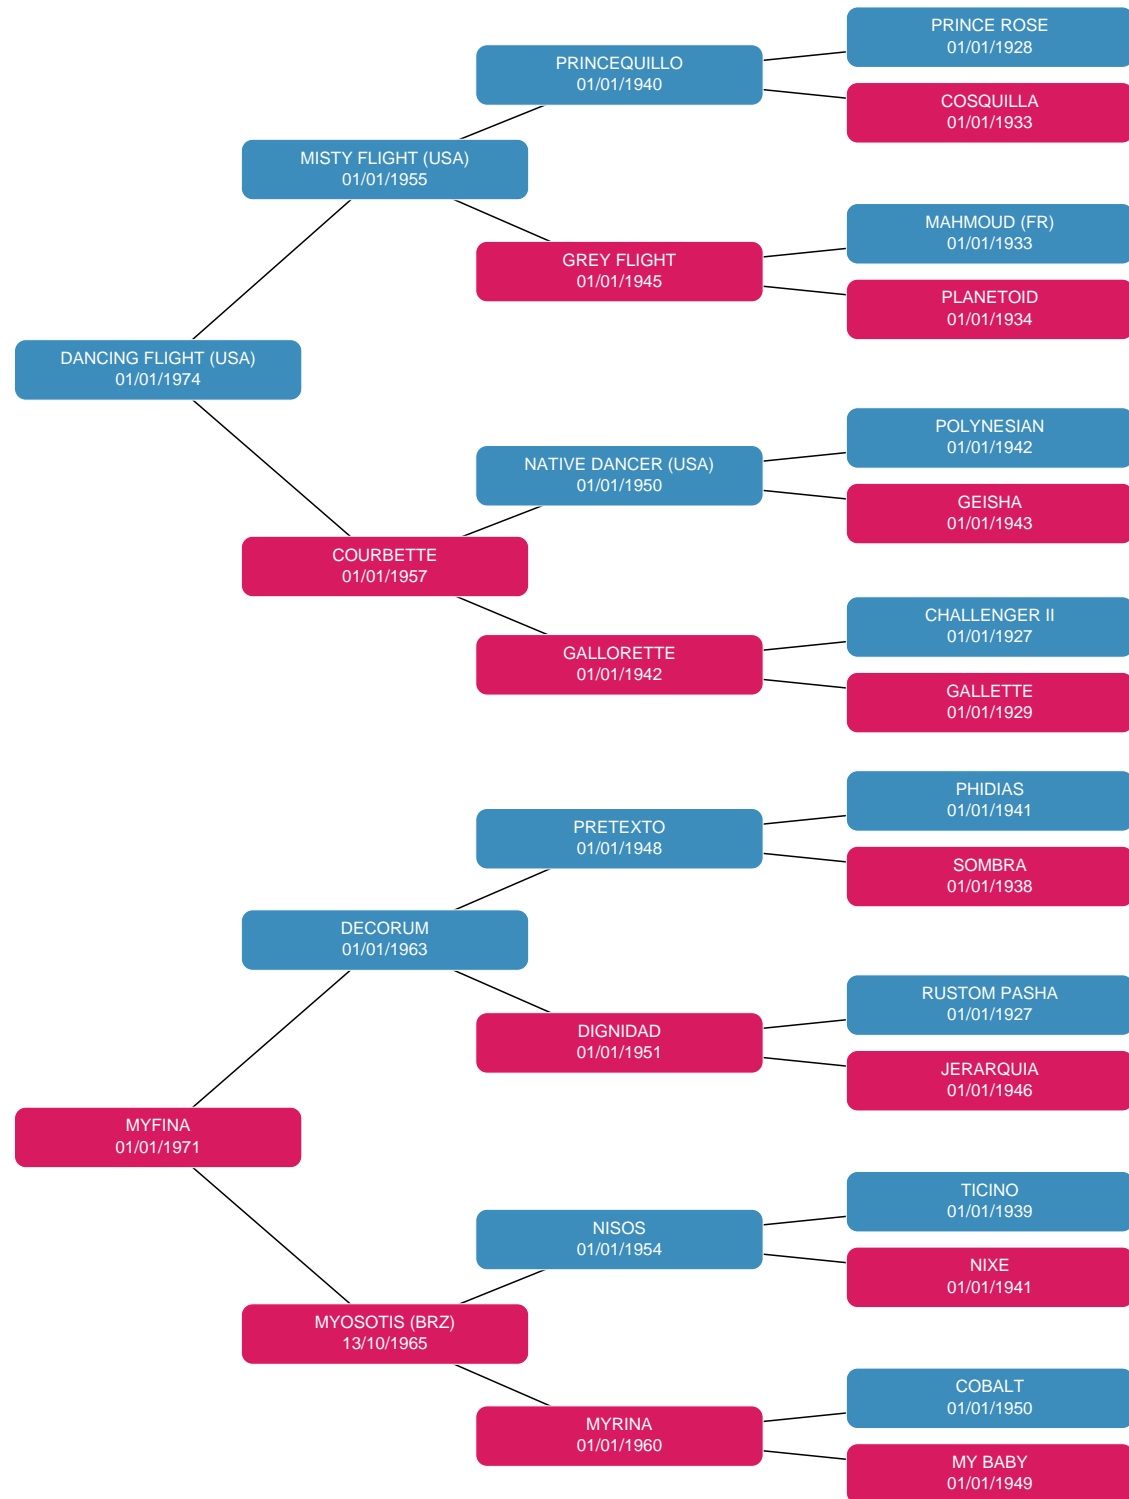 PRINCE ROSE
01/01/1928
PRINCEQUILLO
01/01/1940
COSQUILLA
01/01/1933
MISTY FLIGHT (USA)
01/01/1955
MAHMOUD (FR)
01/01/1933
GREY FLIGHT
01/01/1945
PLANETOID
01/01/1934
DANCING FLIGHT (USA)
01/01/1974
POLYNESIAN
01/01/1942
NATIVE DANCER (USA)
01/01/1950
GEISHA
01/01/1943
COURBETTE
01/01/1957
CHALLENGER II
01/01/1927
GALLORETTE
01/01/1942
GALLETTE
01/01/1929
PHIDIAS
01/01/1941
PRETEXTO
01/01/1948
SOMBRA
01/01/1938
DECORUM
01/01/1963
RUSTOM PASHA
01/01/1927
DIGNIDAD
01/01/1951
JERARQUIA
01/01/1946
MYFINA
01/01/1971
TICINO
01/01/1939
NISOS
01/01/1954
NIXE
01/01/1941
MYOSOTIS (BRZ)
13/10/1965
COBALT
01/01/1950
MYRINA
01/01/1960
MY BABY
01/01/1949